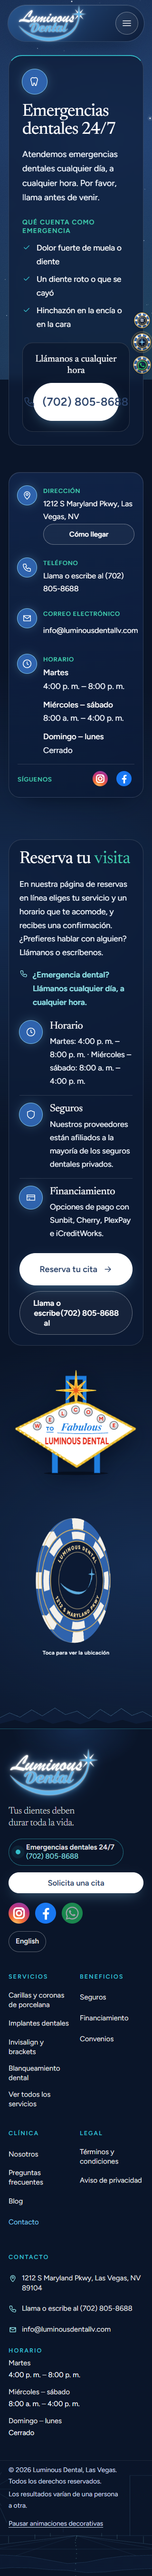 Luminous
Dental
Emergencias
dentales 24/7
Atendemos emergencias
dentales cualquier día, a
cualquier hora. Por favor,
llama antes de venir.
QUÉ CUENTA COMO
EMERGENCIA
Dolor fuerte de muela o
diente
Un diente roto o que se
cayó
Hinchazón en la encía o
en la cara
Llámanos a cualquier
hora
(702) 805-8688
DIRECCIÓN
1212 S Maryland Pkwy, Las
Vegas, NV
Cómo llegar
TELÉFONO
Llama o escribe al (702)
805-8688
CORREO ELECTRÓNICO
info@luminousdentallv.com
HORARIO
Martes
4:00 p. m. – 8:00 p. m.
Miércoles – sábado
8:00 a. m. – 4:00 p. m.
Domingo – lunes
Cerrado
SÍGUENOS
Reserva tu visita
En nuestra página de reservas
en línea eliges tu servicio y un
horario que te acomode, y
recibes una confirmación.
¿Prefieres hablar con alguien?
Llámanos o escríbenos.
¿Emergencia dental?
Llámanos cualquier día, a
cualquier hora.
Horario
Martes: 4:00 p. m. –
8:00 p. m. · Miércoles –
sábado: 8:00 a. m. –
4:00 p. m.
Seguros
Nuestros proveedores
están afiliados a la
mayoría de los seguros
dentales privados.
Financiamiento
Opciones de pago con
Sunbit, Cherry, PlexPay
e iCreditWorks.
Reserva tu cita →
Llama o
escribe (702) 805-8688
al
WELCOME
TO Fabulous
LUMINOUS DENTAL
LUMINOUS DENTAL
1212 S MARYLAND PKWY
Toca para ver la ubicación
Luminous
Dental
Tus dientes deben
durar toda la vida.
Emergencias dentales 24/7
(702) 805-8688
Solicita una cita
English
SERVICIOS
Carillas y coronas
de porcelana
Implantes dentales
Invisalign y
brackets
Blanqueamiento
dental
Ver todos los
servicios
BENEFICIOS
Seguros
Financiamiento
Convenios
CLÍNICA
Nosotros
Preguntas
frecuentes
Blog
Contacto
LEGAL
Términos y
condiciones
Aviso de privacidad
CONTACTO
1212 S Maryland Pkwy, Las Vegas, NV
89104
Llama o escribe al (702) 805-8688
info@luminousdentallv.com
HORARIO
Martes
4:00 p. m. – 8:00 p. m.
Miércoles – sábado
8:00 a. m. – 4:00 p. m.
Domingo – lunes
Cerrado
© 2026 Luminous Dental, Las Vegas.
Todos los derechos reservados.
Los resultados varían de una persona
a otra.
Pausar animaciones decorativas